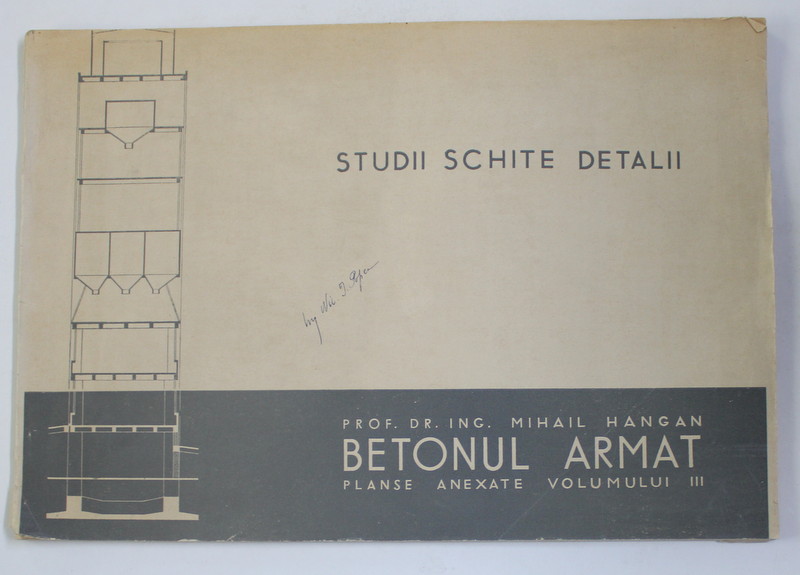 STUDII SCHITE DETALII
PROF. DR. ING. MIHAIL HANGAN
BETONUL ARMAT
PLANSE ANEXATE VOLUMULUI III